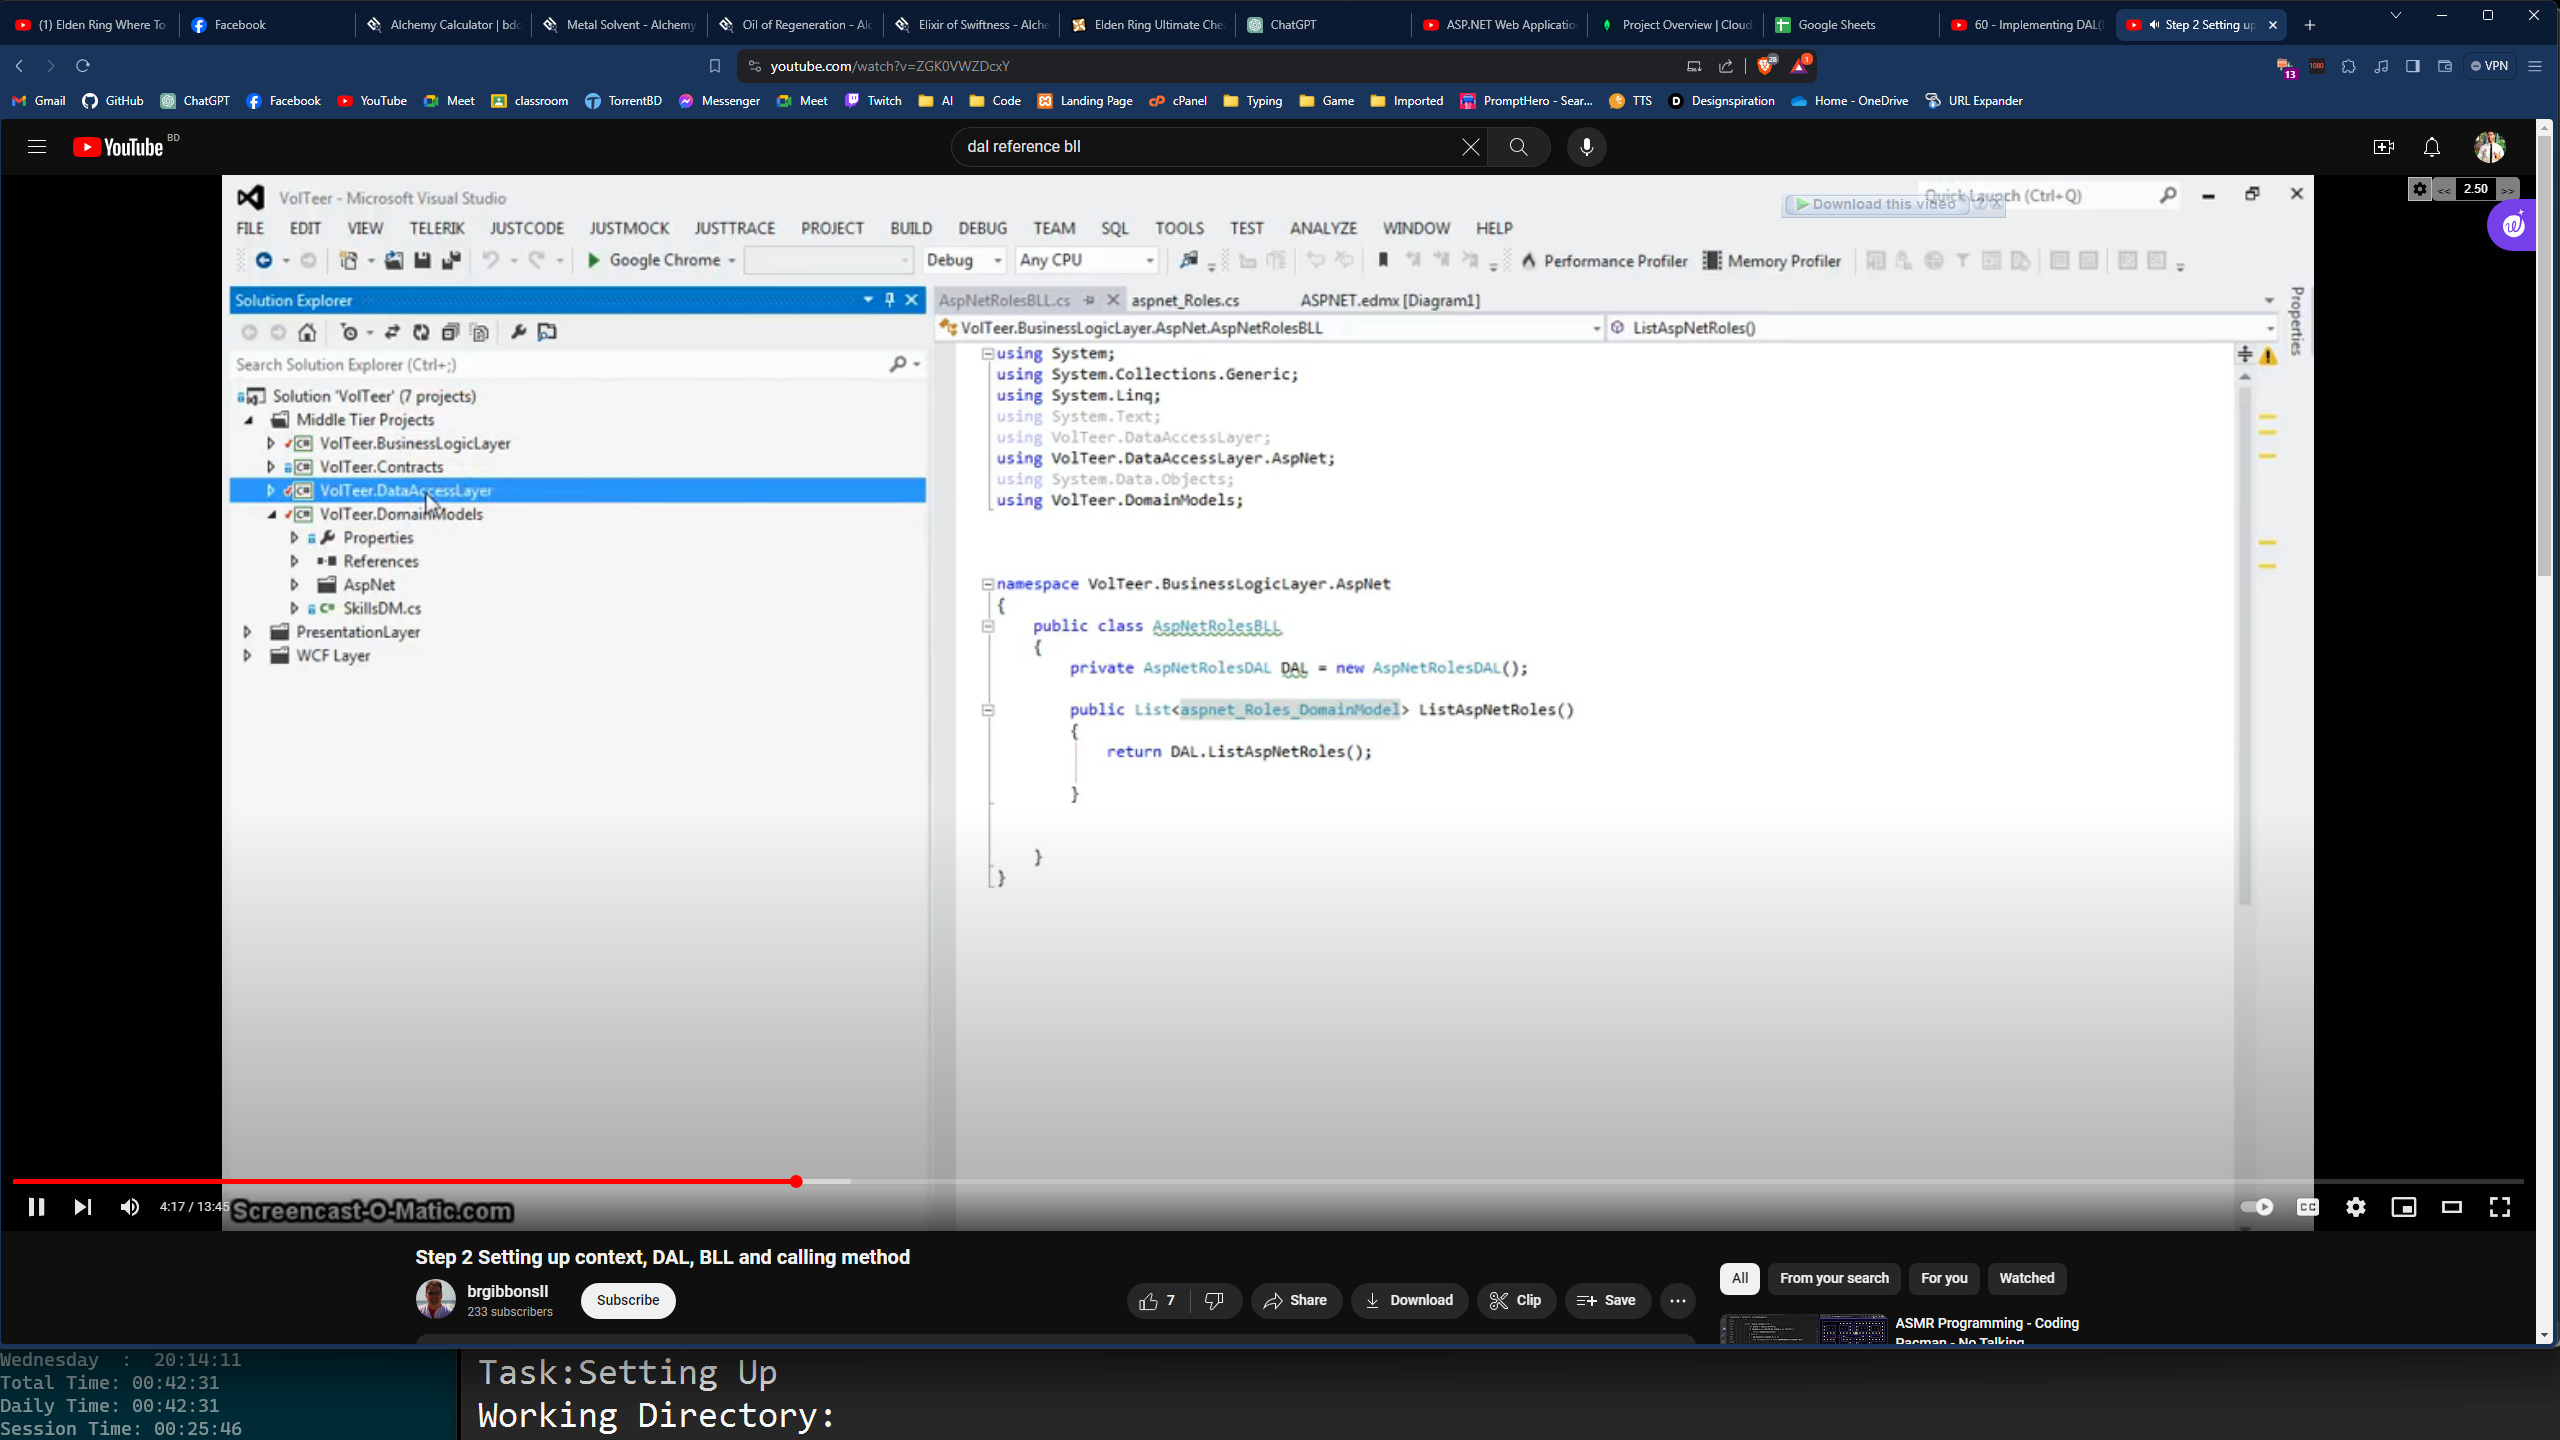 (1) Elden Ring Where To
Facebook
Alchemy Calculator | bdo
Metal Solvent - Alchemy
Oil of Regeneration - Alc
Elixir of Swiftness - Alche
Elden Ring Ultimate Che
ChatGPT
ASP.NET Web Application
Project Overview | Cloud
Google Sheets
60 - Implementing DAL(
Step 2 Setting up
youtube.com/watch?v=ZGK0VWZDcxY
28
1
13
1080
VPN
Gmail
GitHub
ChatGPT
Facebook
YouTube
Meet
classroom
TorrentBD
Messenger
Meet
Twitch
AI
Code
Landing Page
cPanel
Typing
Game
Imported
PromptHero - Sear...
TTS
Designspiration
Home - OneDrive
URL Expander
YouTube BD
dal reference bll
VolTeer - Microsoft Visual Studio
Quick Launch (Ctrl+Q)
Download this video
<< 2.50 >>
FILE EDIT VIEW TELERIK JUSTCODE JUSTMOCK JUSTTRACE PROJECT BUILD DEBUG TEAM SQL TOOLS TEST ANALYZE WINDOW HELP
Google Chrome
Debug
Any CPU
Performance Profiler
Memory Profiler
Solution Explorer
AspNetRolesBLL.cs
aspnet_Roles.cs
ASPNET.edmx [Diagram1]
Properties
VolTeer.BusinessLogicLayer.AspNet.AspNetRolesBLL
ListAspNetRoles()
Search Solution Explorer (Ctrl+;)
Solution 'VolTeer' (7 projects)
Middle Tier Projects
VolTeer.BusinessLogicLayer
VolTeer.Contracts
VolTeer.DataAccessLayer
VolTeer.DomainModels
Properties
References
AspNet
SkillsDM.cs
PresentationLayer
WCF Layer
using System;
using System.Collections.Generic;
using System.Linq;
using System.Text;
using VolTeer.DataAccessLayer;
using VolTeer.DataAccessLayer.AspNet;
using System.Data.Objects;
using VolTeer.DomainModels;
namespace VolTeer.BusinessLogicLayer.AspNet
{
public class AspNetRolesBLL
{
private AspNetRolesDAL DAL = new AspNetRolesDAL();
public List<aspnet_Roles_DomainModel> ListAspNetRoles()
{
return DAL.ListAspNetRoles();
}
}
}
4:17 / 13:45
Screencast-O-Matic.com
Step 2 Setting up context, DAL, BLL and calling method
brgibbonsll
233 subscribers
Subscribe
7
Share
Download
Clip
Save
All
From your search
For you
Watched
ASMR Programming - Coding
Pacman - No Talking
Wednesday : 20:14:11
Total Time: 00:42:31
Daily Time: 00:42:31
Session Time: 00:25:46
Task:Setting Up
Working Directory: